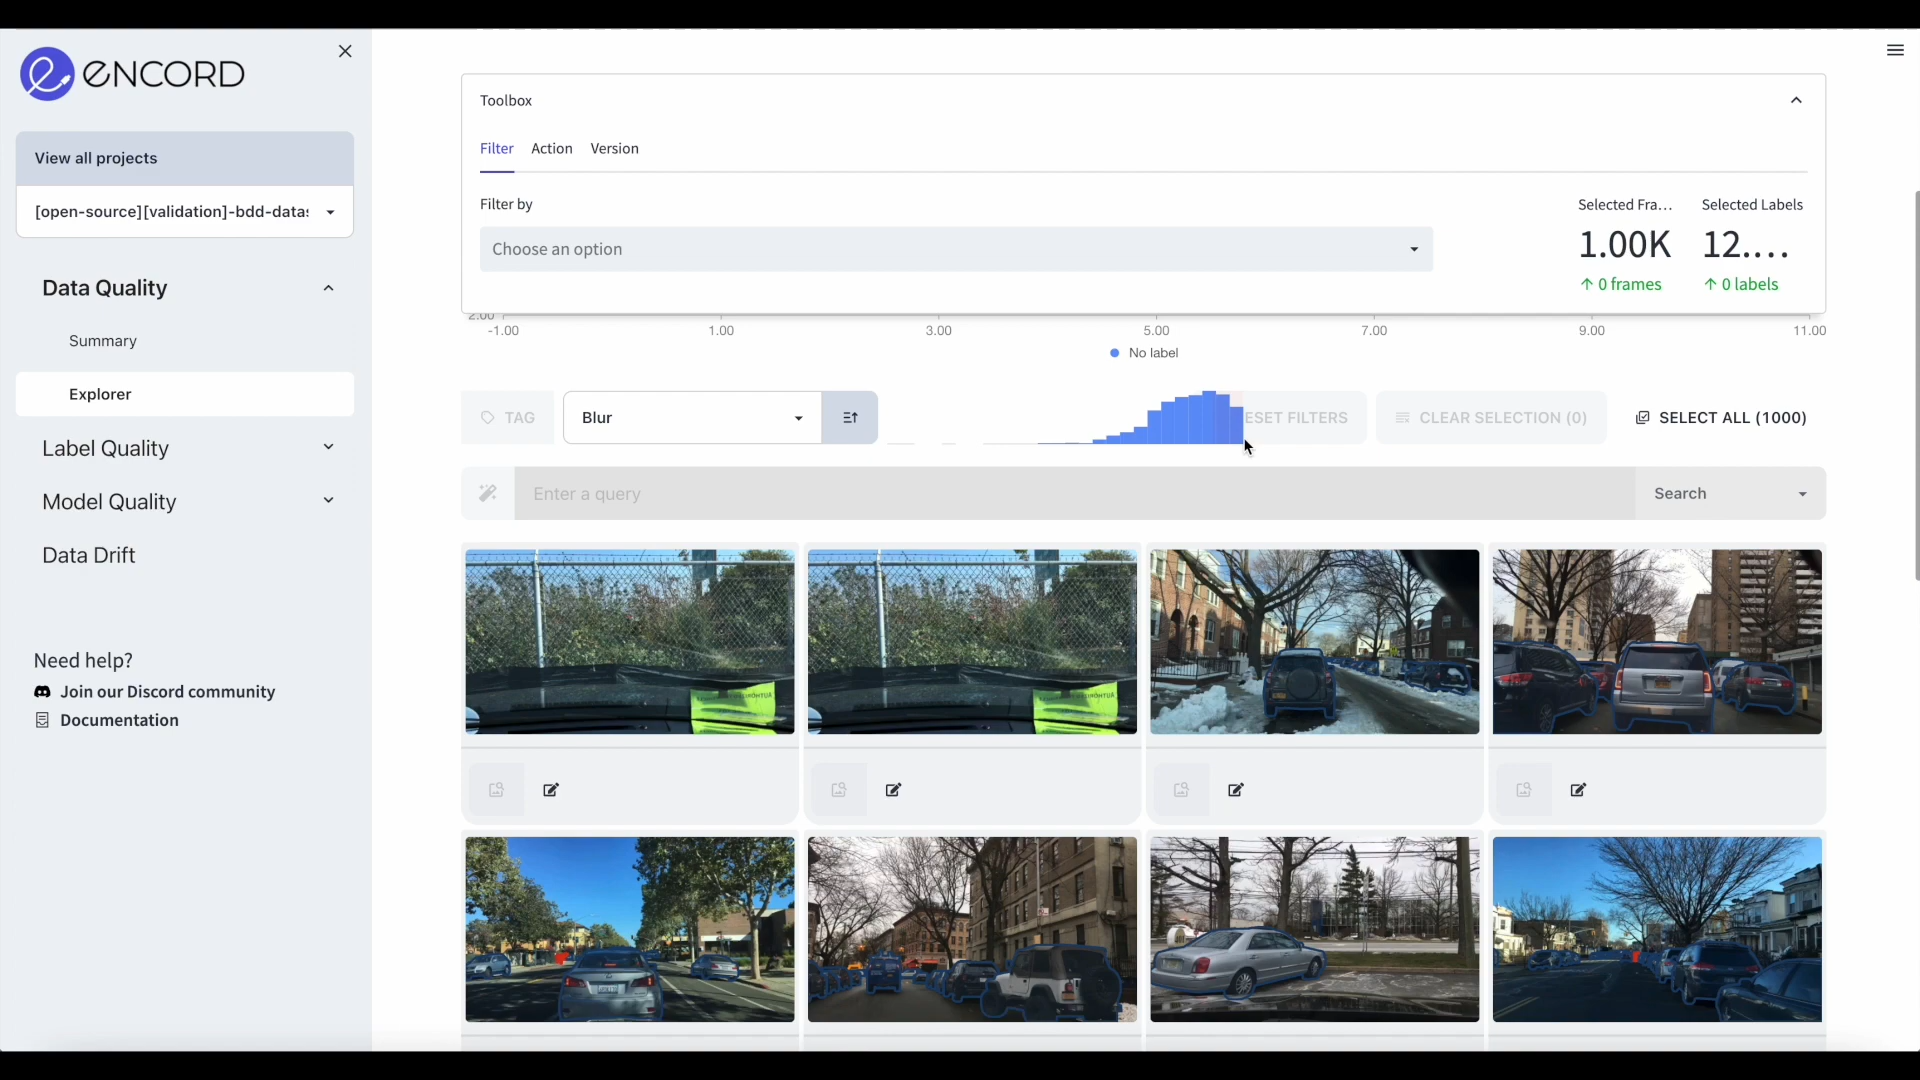 encord
View all projects
[open-source][validation]-bdd-datas
Data Quality
Summary
Explorer
Label Quality
Model Quality
Data Drift
Need help?
Join our Discord community
Documentation
Toolbox
Filter Action Version
Filter by
Choose an option
Selected Fra... Selected Labels
1.00K 12....
↑ 0 frames ↑ 0 labels
2.00
-1.00 1.00 3.00 5.00 7.00 9.00 11.00
No label
TAG
Blur
ESET FILTERS
CLEAR SELECTION (0)
SELECT ALL (1000)
Enter a query
Search